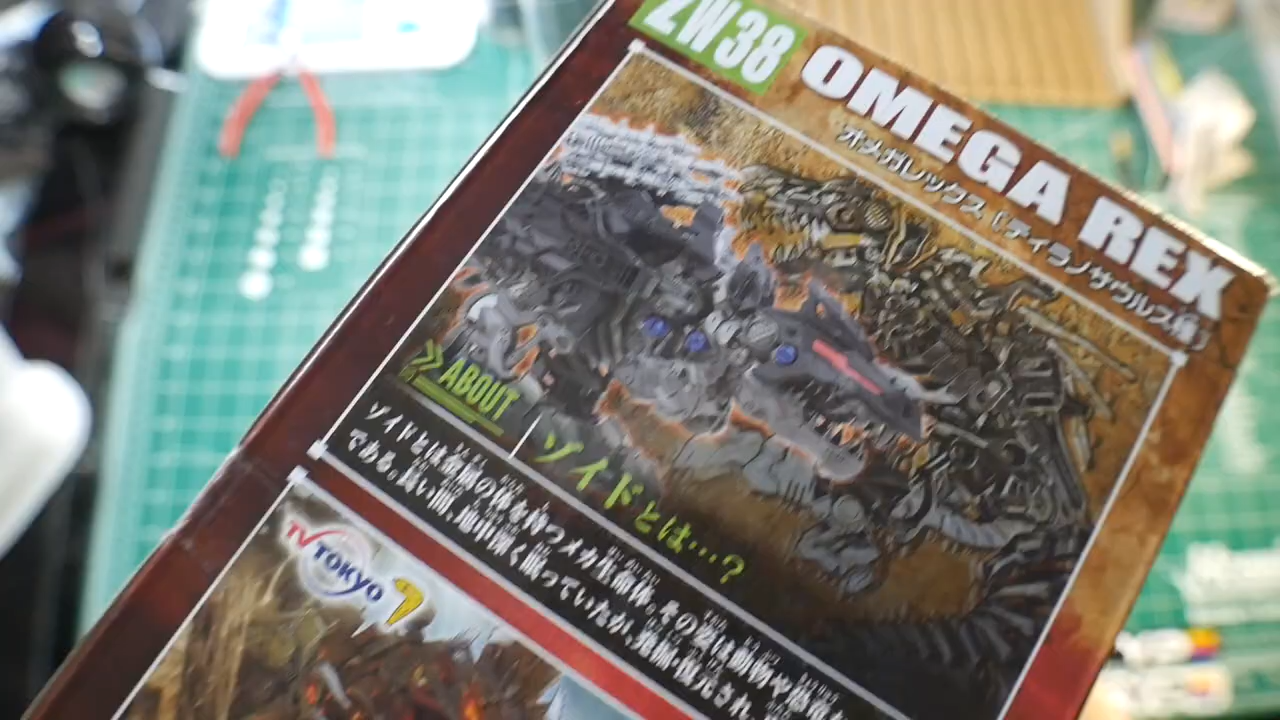 ZW38 OMEGA REX
オメガレックス「ティラノサウルス種」
ABOUT ゾイドとは…?
ゾイドとは最強の体を持つメカ生命体。その姿は動物や恐竜
である。長い間、地中深く眠っていたが、発掘・復元され、
TV TOKYO 7